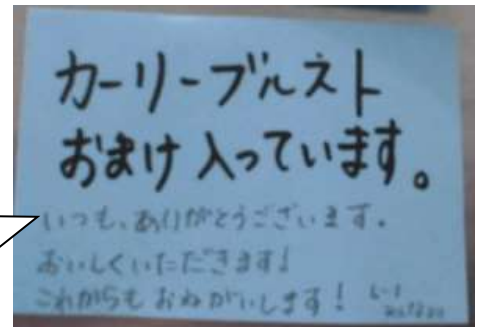 カーリーブルスト
おまけ入っています。
いつも、ありがとうございます。
おいしくいただきます!
これからもおねがいします!